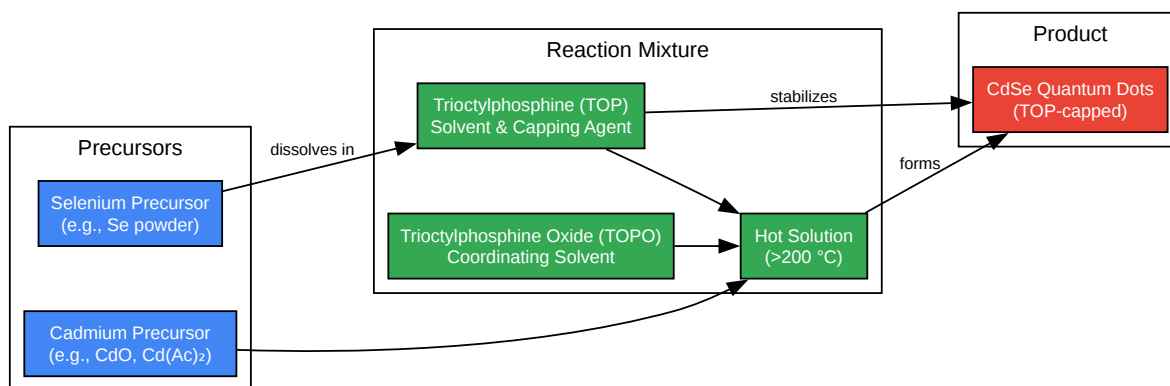 Precursors
Selenium Precursor
(e.g., Se powder)
Cadmium Precursor
(e.g., CdO, Cd(Ac)₂)
dissolves in
Reaction Mixture
Trioctylphosphine (TOP)
Solvent & Capping Agent
Trioctylphosphine Oxide (TOPO)
Coordinating Solvent
Hot Solution
(>200 °C)
stabilizes
forms
Product
CdSe Quantum Dots
(TOP-capped)